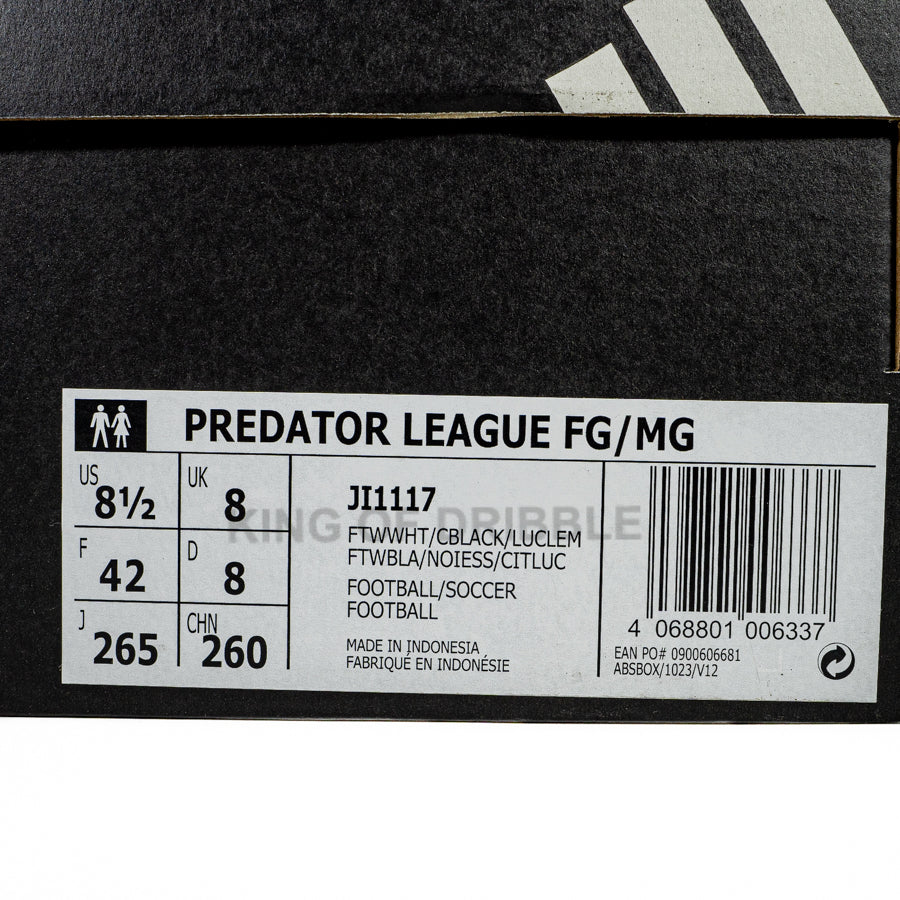 PREDATOR LEAGUE FG/MG
US 8½ UK 8
F 42 D 8
J 265 CHN 260
JI1117
KING OF DRIBBLE
FTWWHT/CBLACK/LUCLEM
FTWBLA/NOIESS/CITLUC
FOOTBALL/SOCCER
FOOTBALL
MADE IN INDONESIA
FABRIQUÉ EN INDONÉSIE
4 068801 006337
EAN PO# 0900606681
ABSBOX/1023/V12